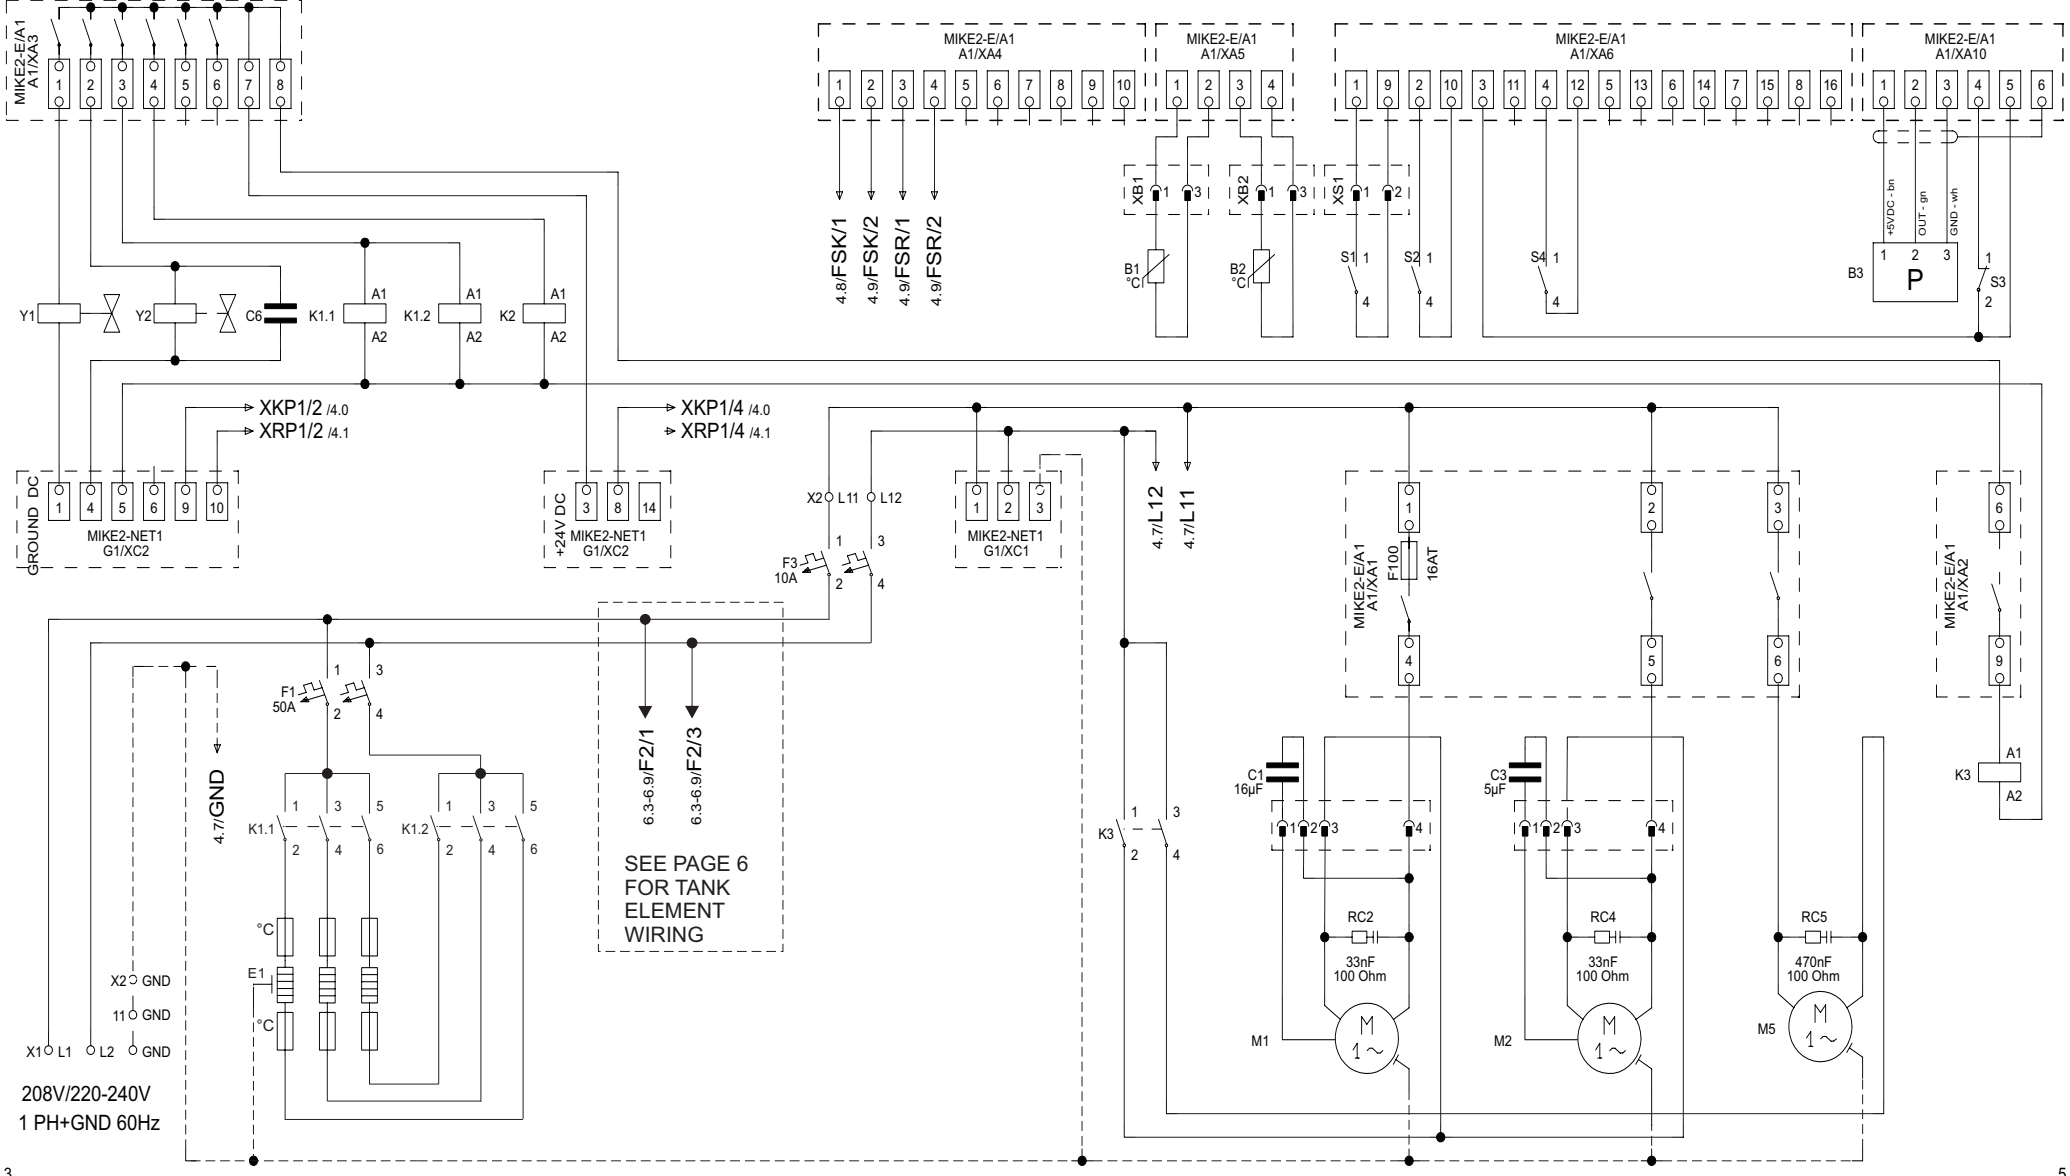 MIKE2-E/A1
A1/XA3
1 2 3 4 5 6 7 8
MIKE2-E/A1
A1/XA4
1 2 3 4 5 6 7 8 9 10
MIKE2-E/A1
A1/XA5
1 2 3 4
MIKE2-E/A1
A1/XA6
1 9 2 10 3 11 4 12 5 13 6 14 7 15 8 16
MIKE2-E/A1
A1/XA10
1 2 3 4 5 6
4.8/FSK/1
4.9/FSK/2
4.9/FSR/1
4.9/FSR/2
XB1 1 3
XB2 1 3
XS1 1 2
B1
°C
B2
°C
S1 1
4
S2 1
4
S4 1
4
+5VDC - bn
OUT - gn
GND - wh
1 2 3
B3 P
1
S3
2
Y1
Y2
C6
K1.1 A1
A2
K1.2 A1
A2
K2 A1
A2
XKP1/2 /4.0
XRP1/2 /4.1
XKP1/4 /4.0
XRP1/4 /4.1
GROUND DC
1 4 5 6 9 10
MIKE2-NET1
G1/XC2
+24V DC
3 8 14
MIKE2-NET1
G1/XC2
X2 L11 L12
F3
10A
1 3
2 4
1 2 3
MIKE2-NET1
G1/XC1
4.7/L12
4.7/L11
MIKE2-E/A1
A1/XA1
1 2 3
F100
16AT
4 5 6
MIKE2-E/A1
A1/XA2
6
9
F1
50A
1 3
2 4
4.7/GND
6.3-6.9/F2/1
6.3-6.9/F2/3
SEE PAGE 6
FOR TANK
ELEMENT
WIRING
K1.1
1 3 5
2 4 6
K1.2
1 3 5
2 4 6
K3
1 3
2 4
C1
16µF
1 2 3 4
C3
5µF
1 2 3 4
K3 A1
A2
°C
E1
°C
RC2
33nF
100 Ohm
RC4
33nF
100 Ohm
RC5
470nF
100 Ohm
M1 M
1~
M2 M
1~
M5 M
1~
X2 GND
11 GND
X1 L1 L2 GND
208V/220-240V
1 PH+GND 60Hz
3
5